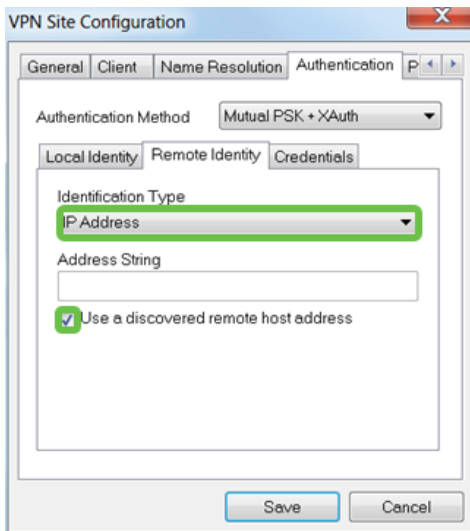 VPN Site Configuration
General Client Name Resolution Authentication P
Authentication Method Mutual PSK + XAuth
Local Identity Remote Identity Credentials
Identification Type
IP Address
Address String
Use a discovered remote host address
Save Cancel